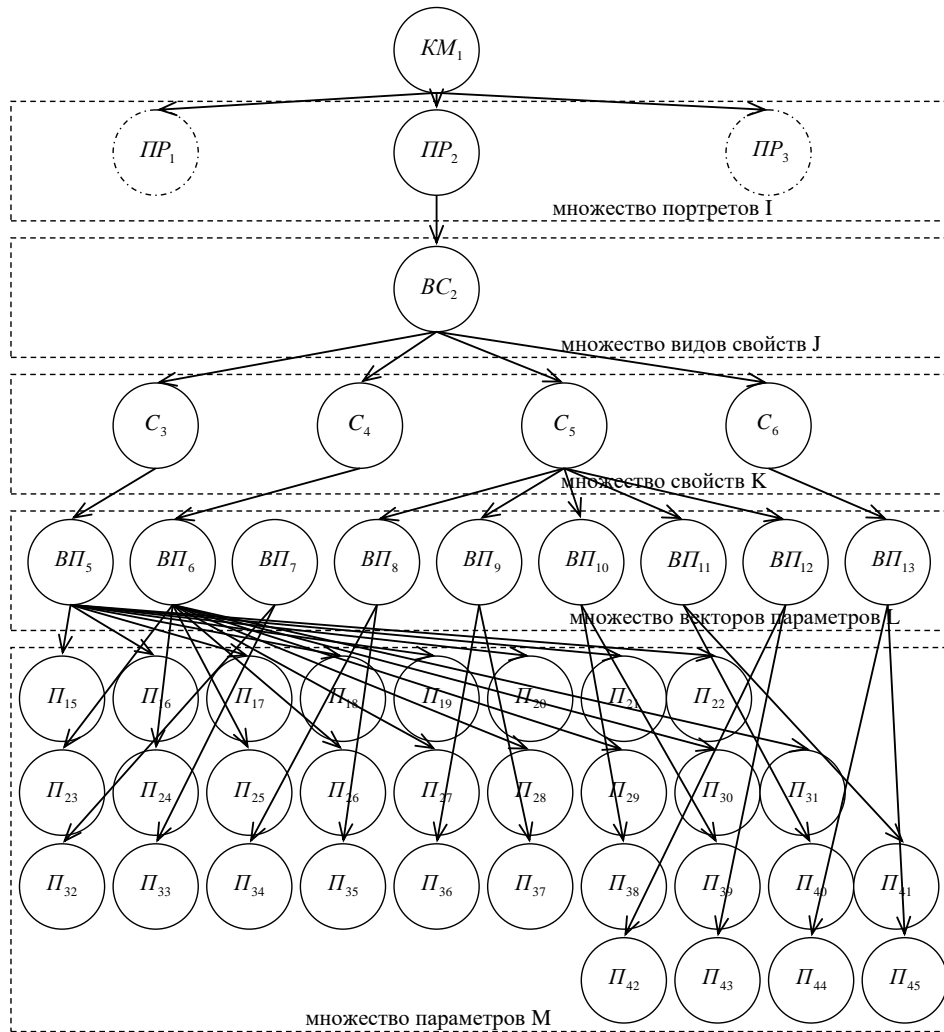 КМ₁
ПР₁ ПР₂ ПР₃
множество портретов I
ВС₂
множество видов свойств J
С₃ С₄ С₅ С₆
множество свойств K
ВП₅ ВП₆ ВП₇ ВП₈ ВП₉ ВП₁₀ ВП₁₁ ВП₁₂ ВП₁₃
множество векторов параметров L
П₁₅ П₁₆ П₁₇ П₁₈ П₁₉ П₂₀ П₂₁ П₂₂
П₂₃ П₂₄ П₂₅ П₂₆ П₂₇ П₂₈ П₂₉ П₃₀ П₃₁
П₃₂ П₃₃ П₃₄ П₃₅ П₃₆ П₃₇ П₃₈ П₃₉ П₄₀ П₄₁
П₄₂ П₄₃ П₄₄ П₄₅
множество параметров M